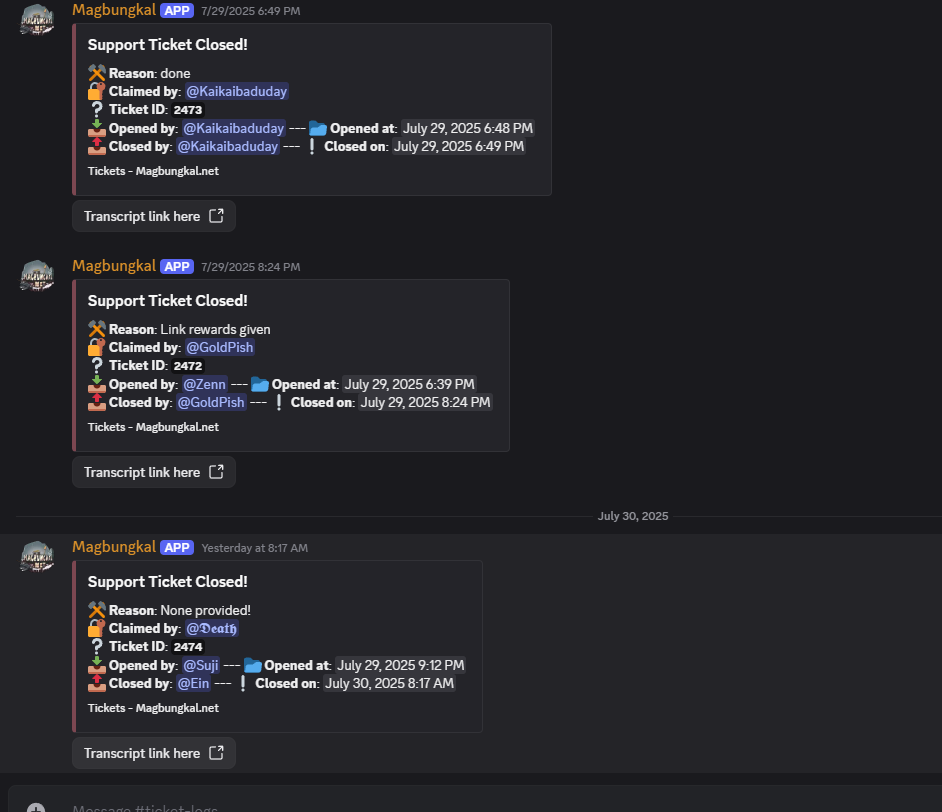 Magbungkal APP 7/29/2025 6:49 PM
Support Ticket Closed!
Reason: done
Claimed by: @Kaikaibaduday
Ticket ID: 2473
Opened by: @Kaikaibaduday --- Opened at: July 29, 2025 6:48 PM
Closed by: @Kaikaibaduday --- Closed on: July 29, 2025 6:49 PM
Tickets - Magbungkal.net
Transcript link here
Magbungkal APP 7/29/2025 8:24 PM
Support Ticket Closed!
Reason: Link rewards given
Claimed by: @GoldPish
Ticket ID: 2472
Opened by: @Zenn --- Opened at: July 29, 2025 6:39 PM
Closed by: @GoldPish --- Closed on: July 29, 2025 8:24 PM
Tickets - Magbungkal.net
Transcript link here
July 30, 2025
Magbungkal APP Yesterday at 8:17 AM
Support Ticket Closed!
Reason: None provided!
Claimed by: @𝕯𝖊𝖆𝖙𝖍
Ticket ID: 2474
Opened by: @Suji --- Opened at: July 29, 2025 9:12 PM
Closed by: @Ein --- Closed on: July 30, 2025 8:17 AM
Tickets - Magbungkal.net
Transcript link here
Message #ticket-logs